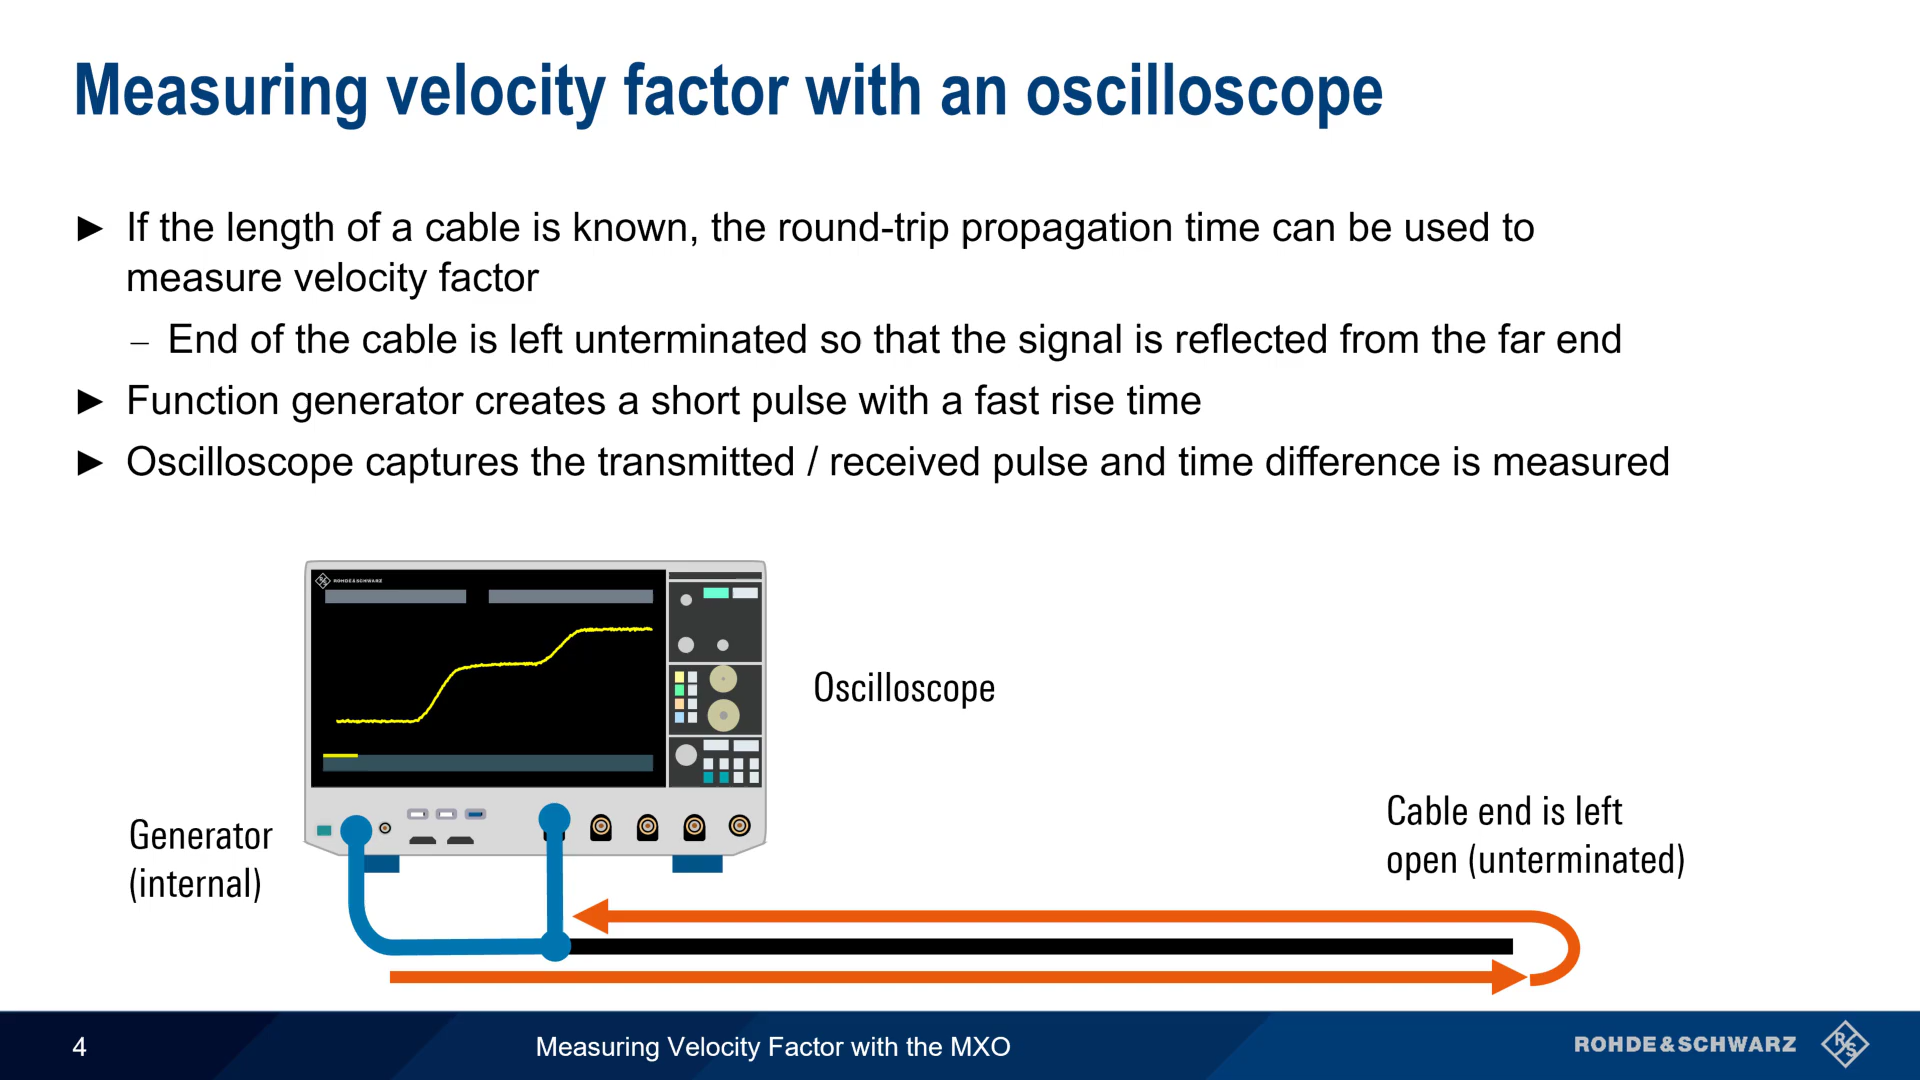 Measuring velocity factor with an oscilloscope
► If the length of a cable is known, the round-trip propagation time can be used to
measure velocity factor
– End of the cable is left unterminated so that the signal is reflected from the far end
► Function generator creates a short pulse with a fast rise time
► Oscilloscope captures the transmitted / received pulse and time difference is measured
ROHDE&SCHWARZ
Oscilloscope
Generator
(internal)
Cable end is left
open (unterminated)
4
Measuring Velocity Factor with the MXO
ROHDE&SCHWARZ
R&S